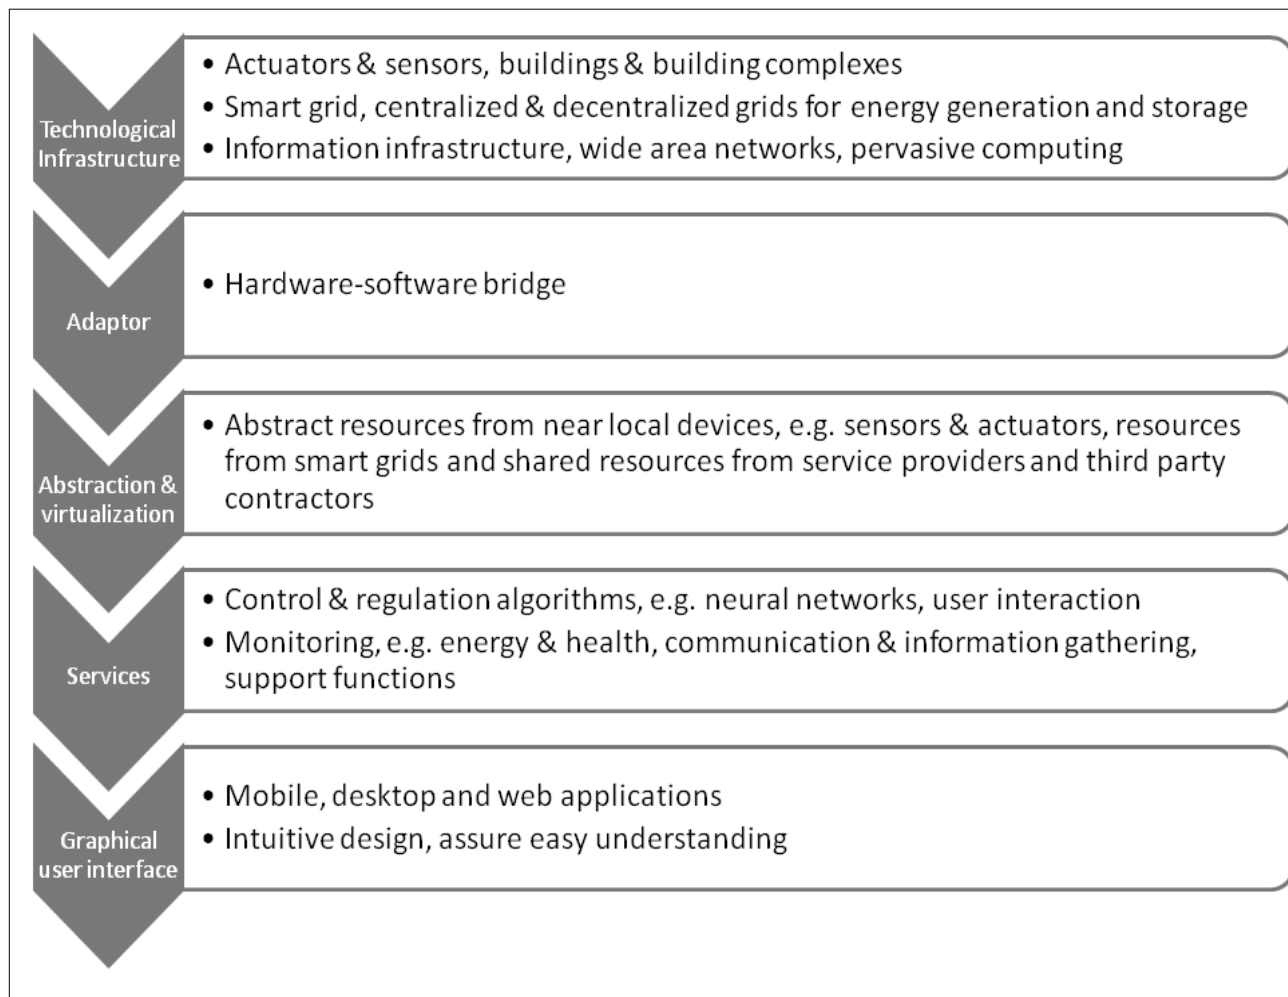 Technological
Infrastructure
• Actuators & sensors, buildings & building complexes
• Smart grid, centralized & decentralized grids for energy generation and storage
• Information infrastructure, wide area networks, pervasive computing
Adaptor
• Hardware-software bridge
Abstraction &
virtualization
• Abstract resources from near local devices, e.g. sensors & actuators, resources
from smart grids and shared resources from service providers and third party
contractors
Services
• Control & regulation algorithms, e.g. neural networks, user interaction
• Monitoring, e.g. energy & health, communication & information gathering,
support functions
Graphical
user interface
• Mobile, desktop and web applications
• Intuitive design, assure easy understanding